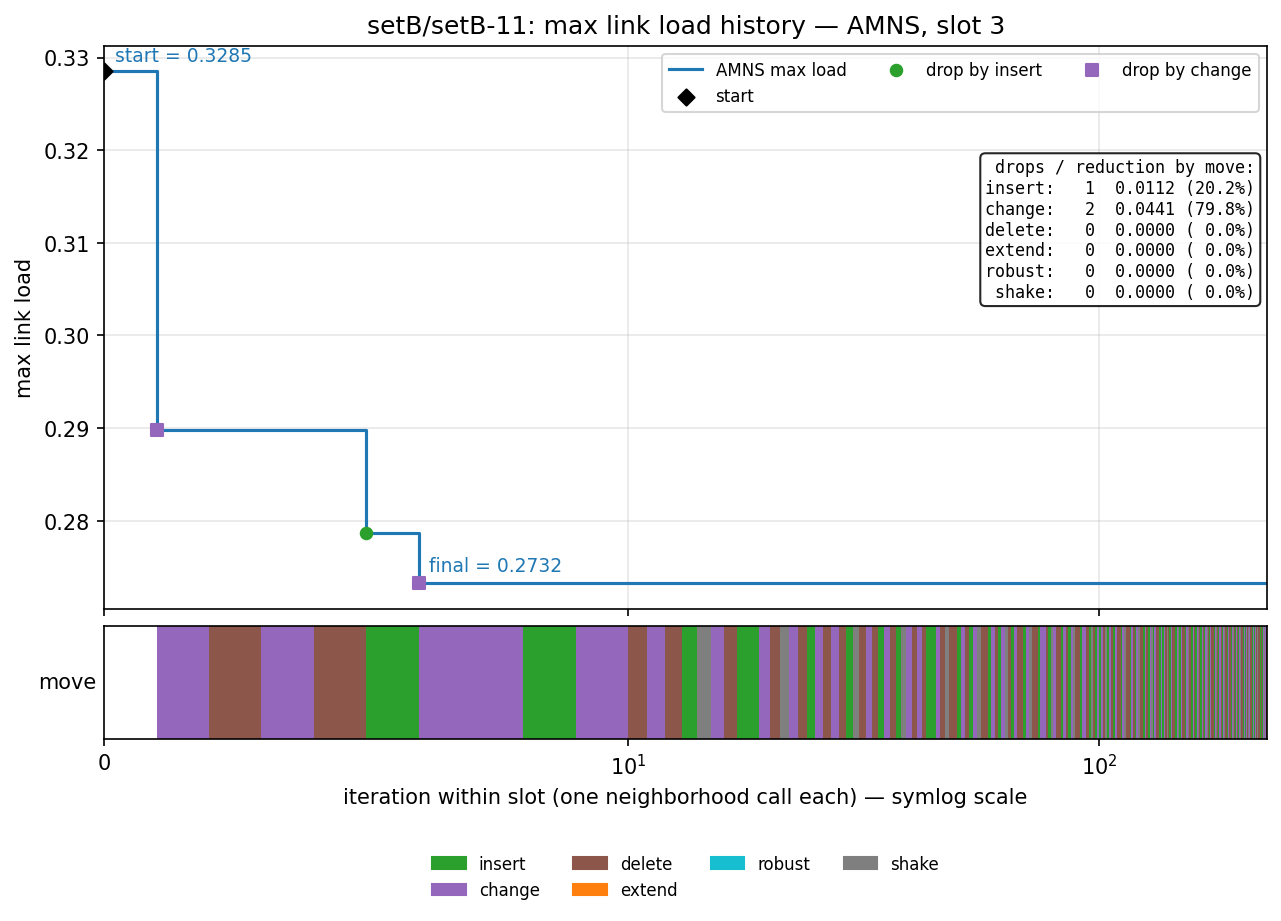 setB/setB-11: max link load history — AMNS, slot 3
start = 0.3285
AMNS max load
drop by insert
drop by change
start
drops / reduction by move:
insert: 1 0.0112 (20.2%)
change: 2 0.0441 (79.8%)
delete: 0 0.0000 ( 0.0%)
extend: 0 0.0000 ( 0.0%)
robust: 0 0.0000 ( 0.0%)
shake: 0 0.0000 ( 0.0%)
0.33
0.32
0.31
0.30
0.29
0.28
max link load
final = 0.2732
move
0
10¹
10²
iteration within slot (one neighborhood call each) — symlog scale
insert
delete
robust
shake
change
extend